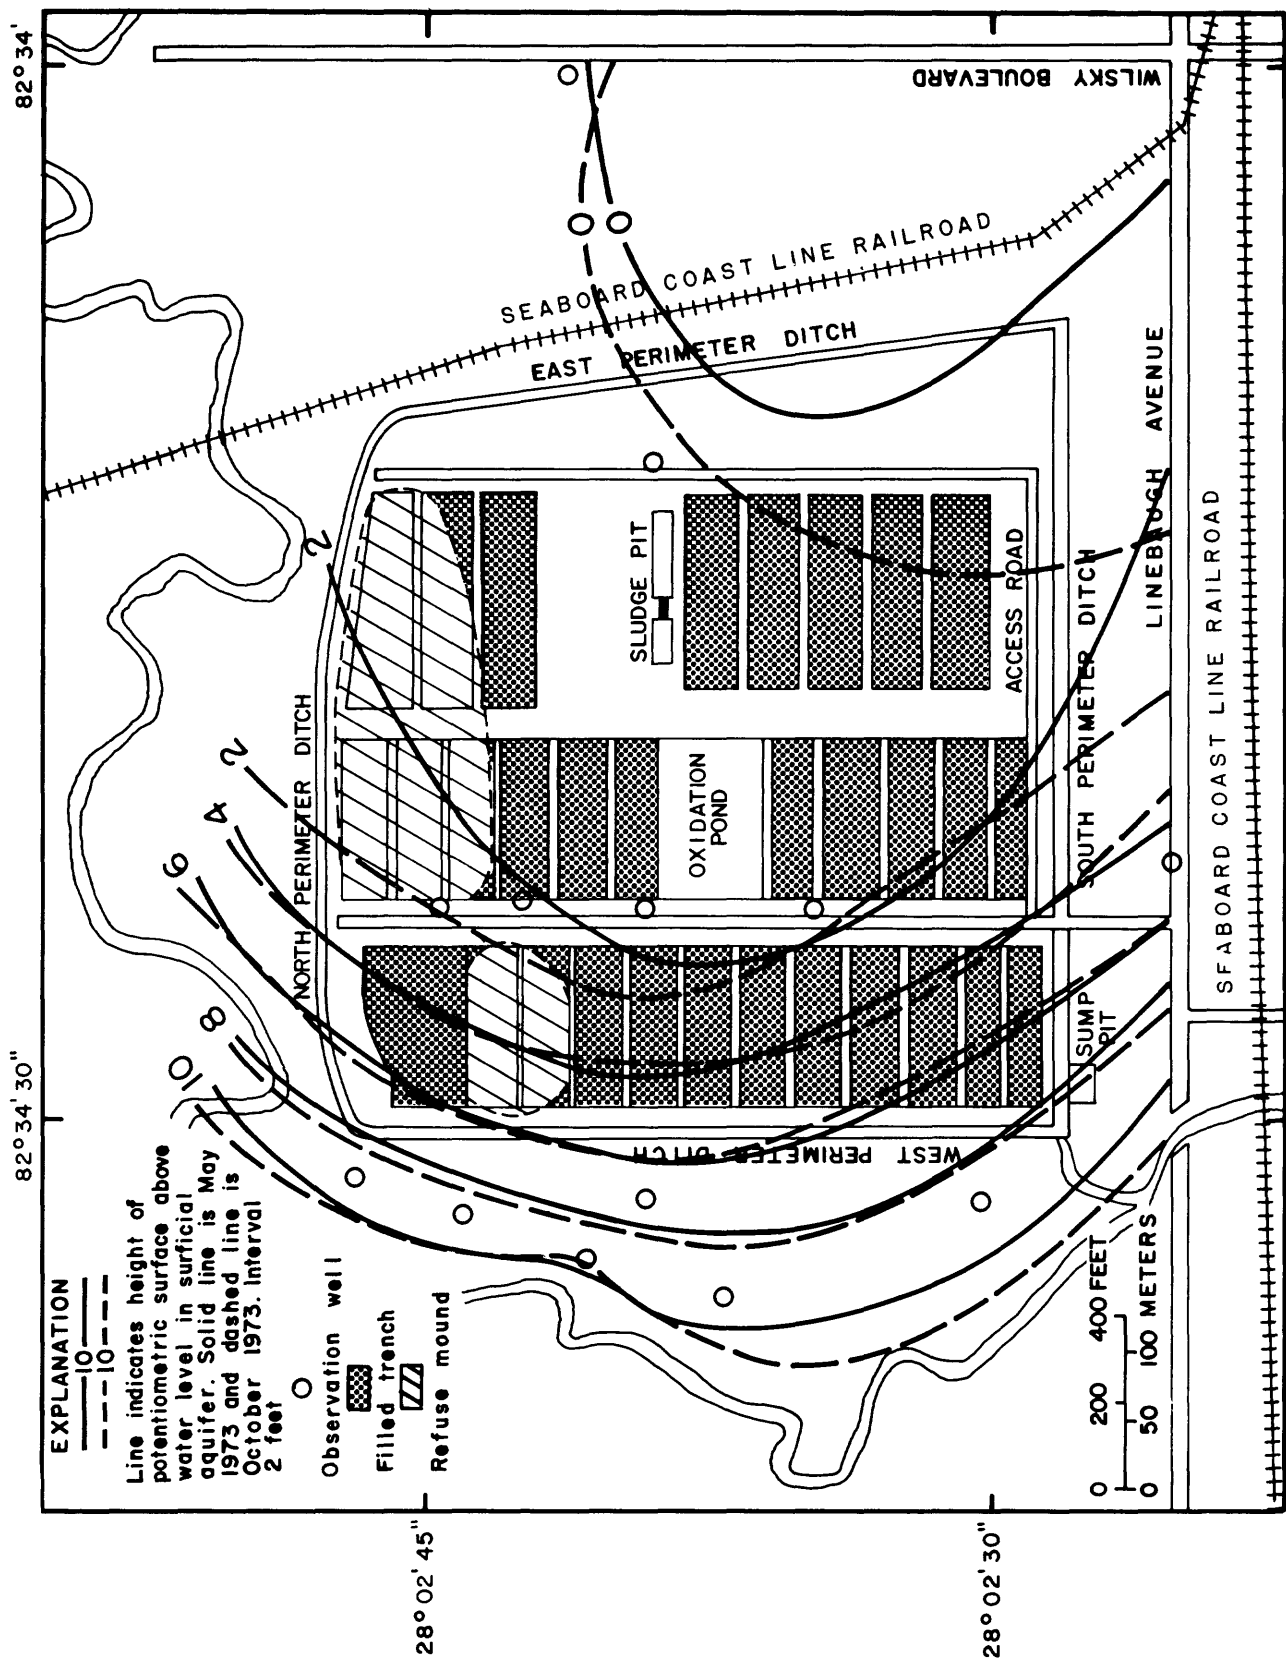 EXPLANATION
10
10
Line indicates height of
potentiometric surface above
water level in surficial
aquifer. Solid line is May
1973 and dashed line is
October 1973. Interval
2 feet
Observation well
Filled trench
Refuse mound
82°34'30"
82°34'
28°02'45"
28°02'30"
10
8
6
4
2
2
0
0
NORTH PERIMETER DITCH
WEST PERIMETER DITCH
EAST PERIMETER DITCH
SOUTH PERIMETER DITCH
SEABOARD COAST LINE RAILROAD
WILSKY BOULEVARD
SLUDGE PIT
OXIDATION
POND
ACCESS ROAD
SUMP
PIT
LINEBAUGH AVENUE
SEABOARD COAST LINE RAILROAD
0 200 400 FEET
0 50 100 METERS